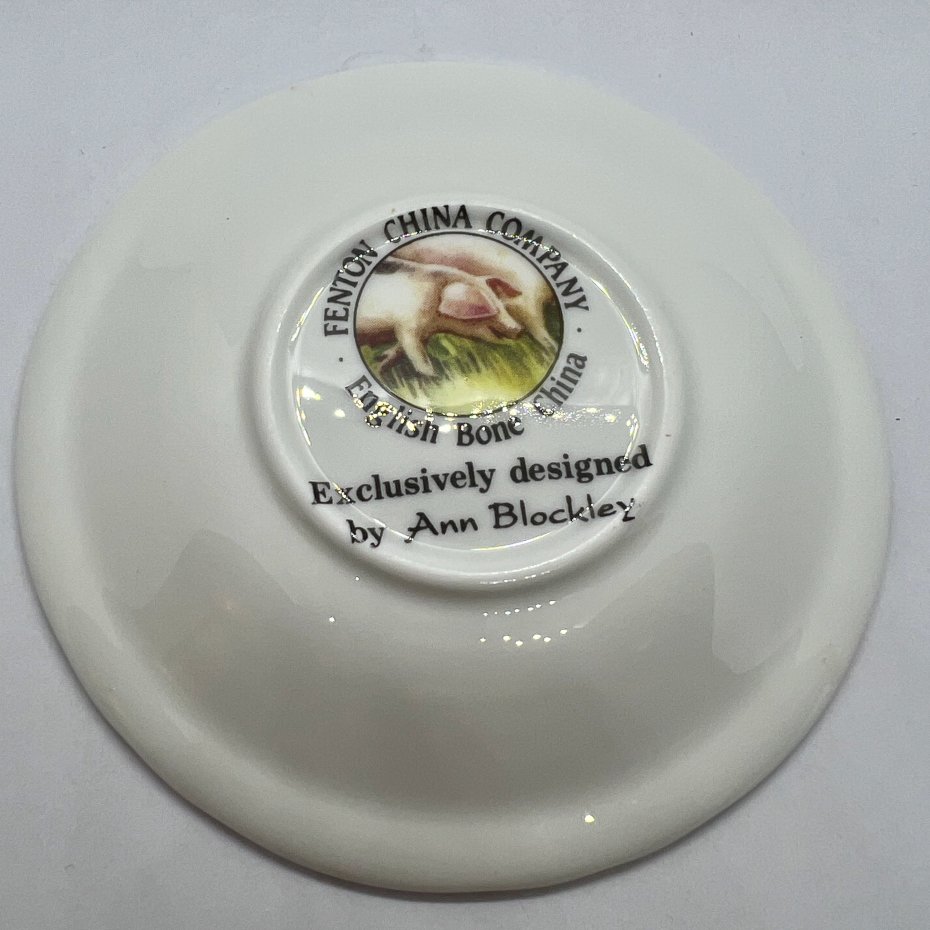 · FENTON CHINA COMPANY ·
English Bone China
Exclusively designed
by Ann Blockley